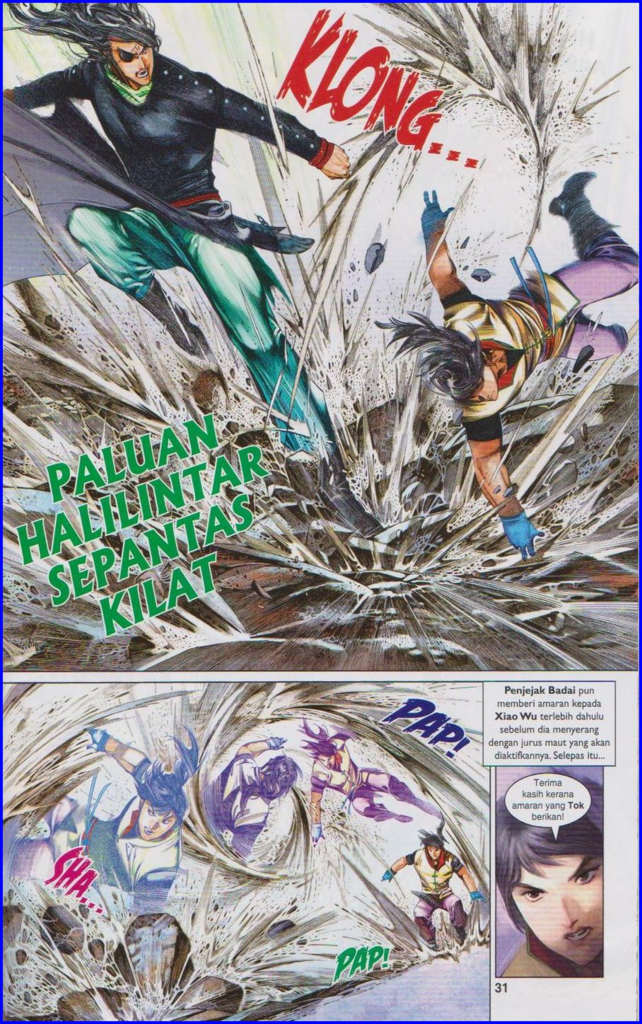 KLONG...
PALUAN
HALILINTAR
SEPANTAS
KILAT
SHA...
PAP!
PAP!
Penjejak Badai pun
memberi amaran kepada
Xiao Wu terlebih dahulu
sebelum dia menyerang
dengan jurus maut yang akan
diaktifkannya. Selepas itu...
Terima
kasih kerana
amaran yang Tok
berikan!
31